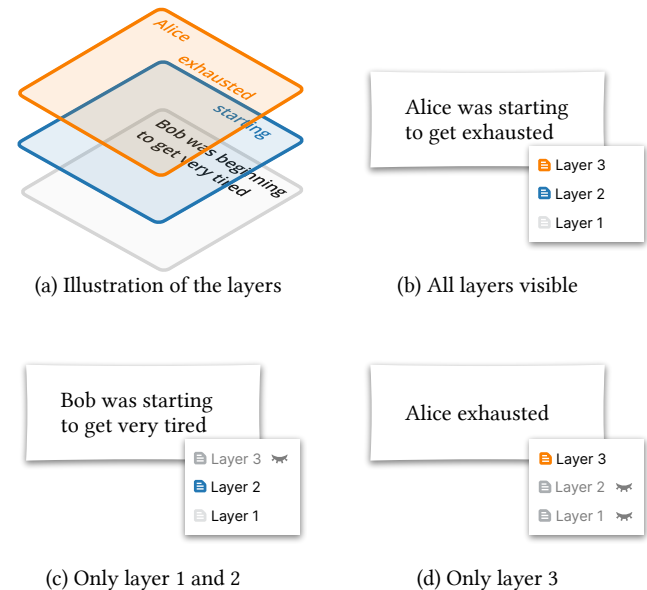 Alice
exhausted
starting
Bob was beginning
to get very tired
(a) Illustration of the layers
Alice was starting
to get exhausted
Layer 3
Layer 2
Layer 1
(b) All layers visible
Bob was starting
to get very tired
Layer 3
Layer 2
Layer 1
(c) Only layer 1 and 2
Alice exhausted
Layer 3
Layer 2
Layer 1
(d) Only layer 3